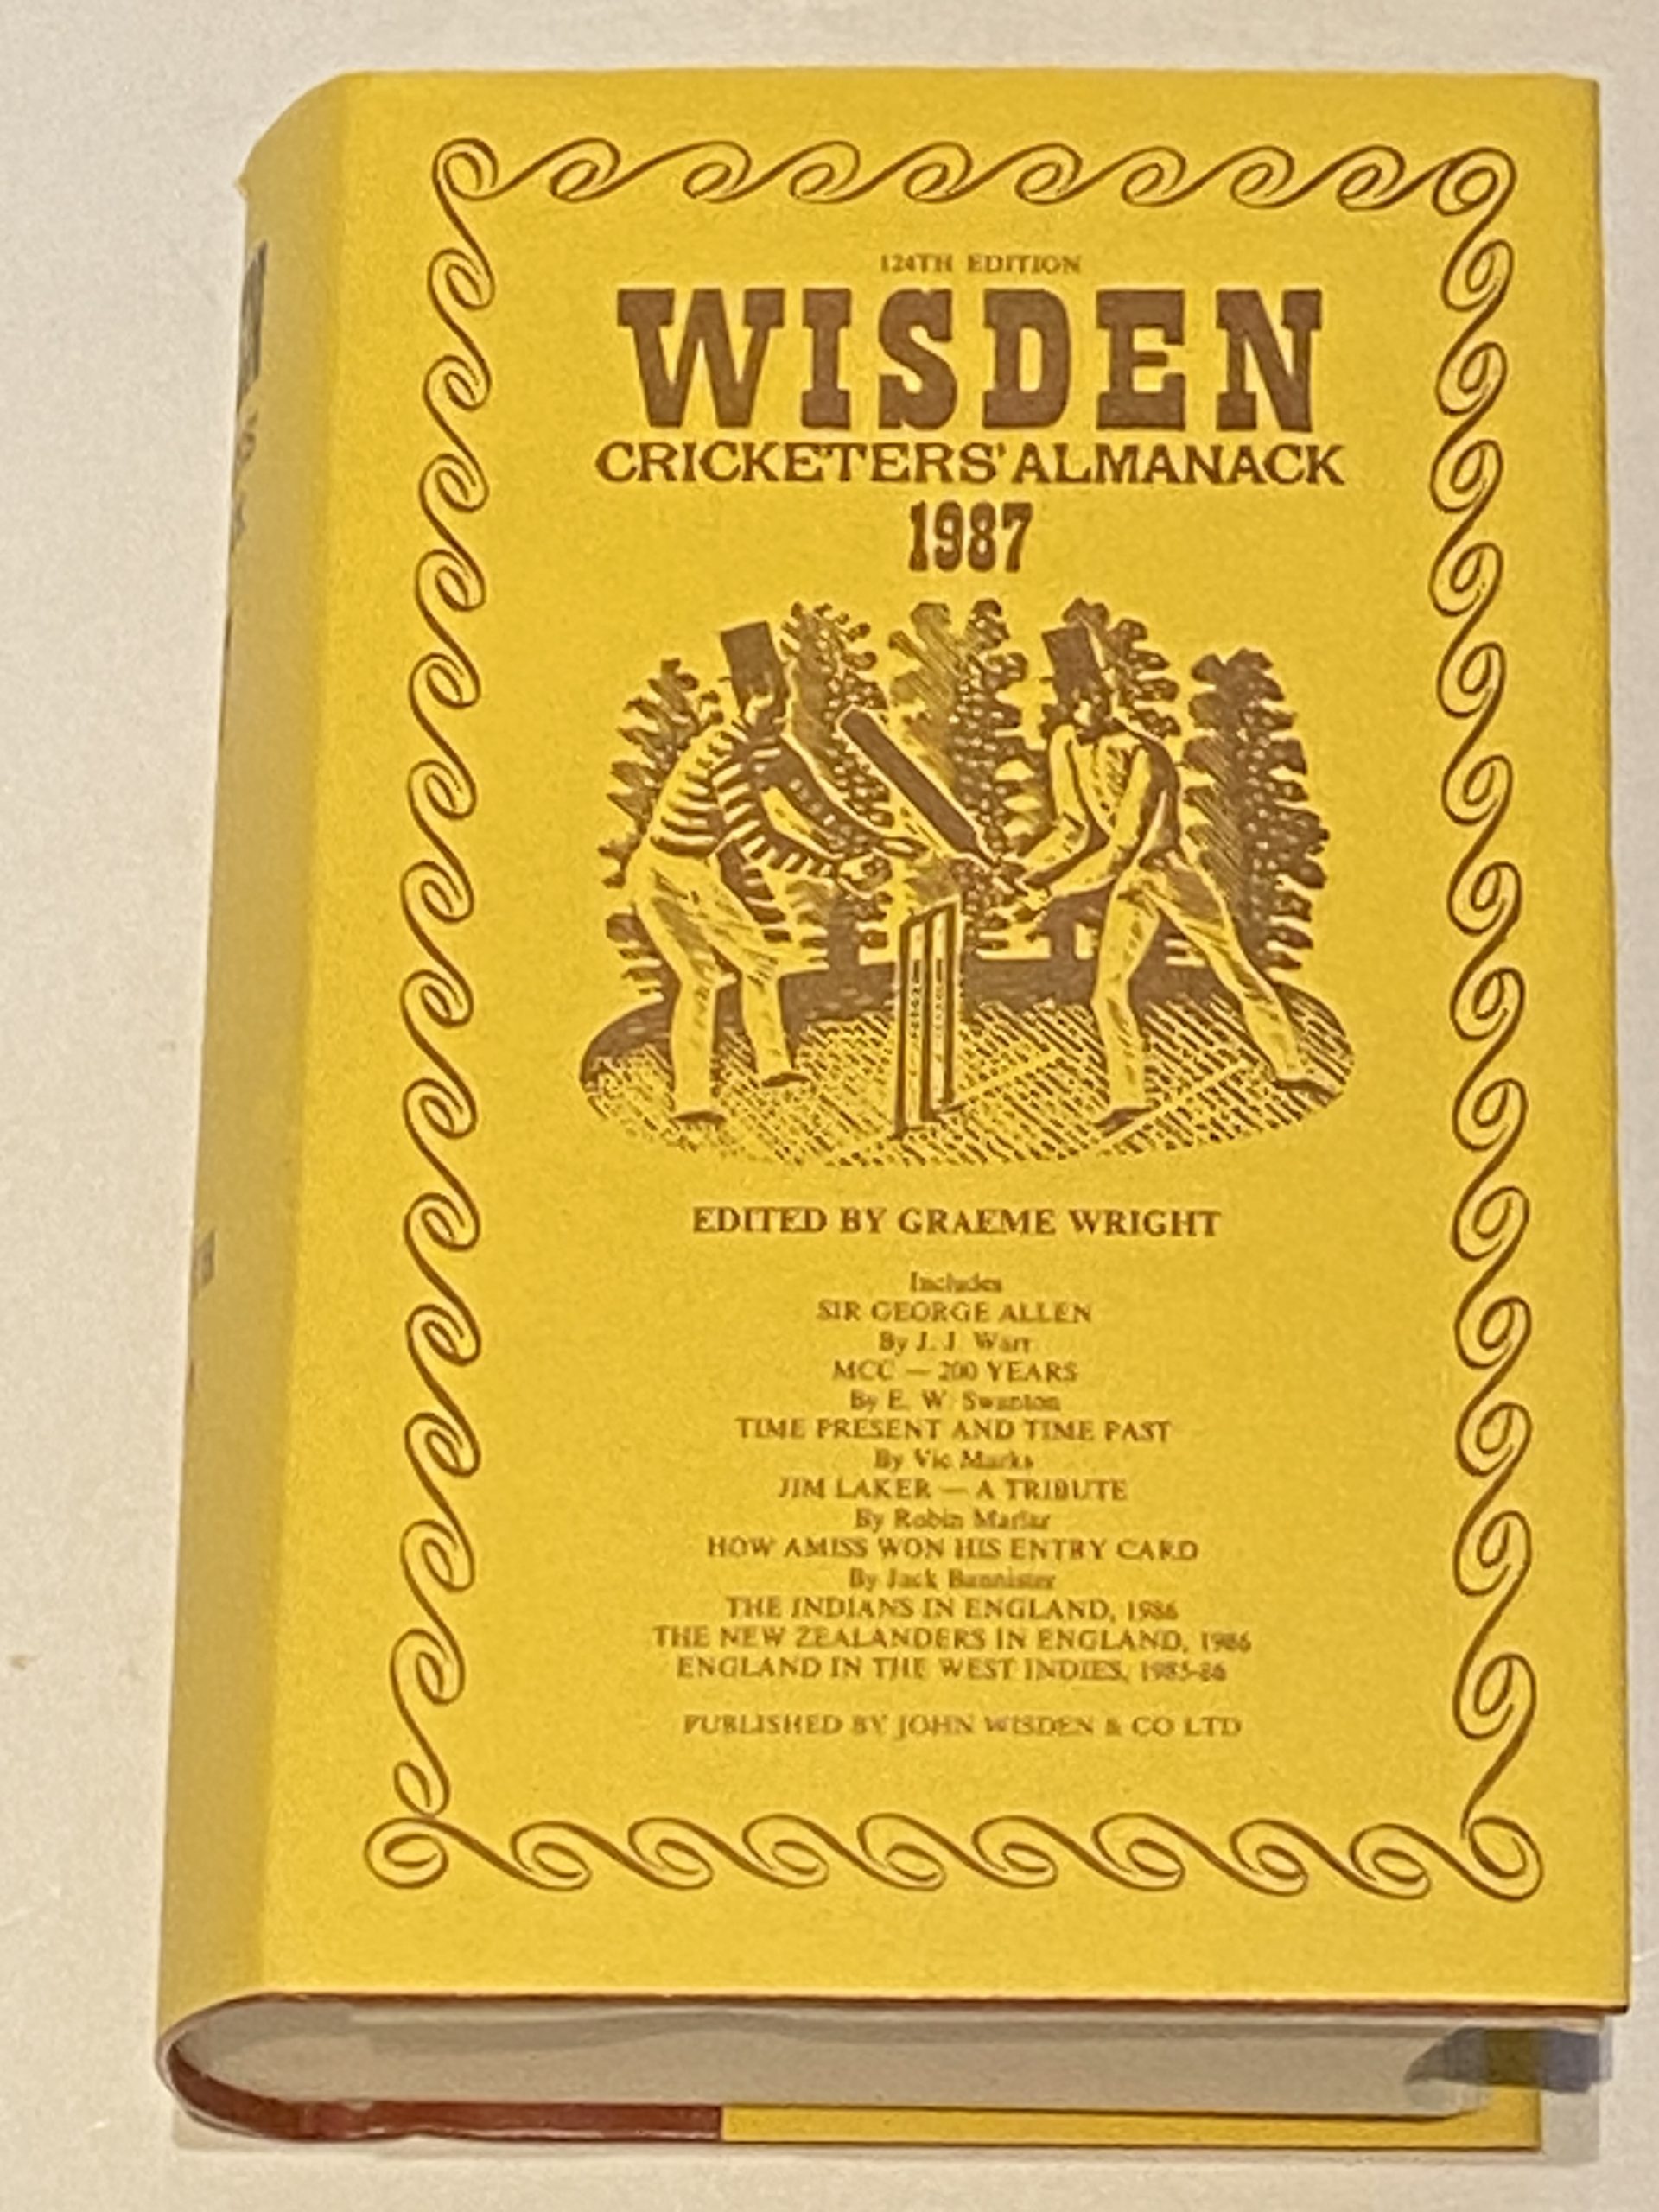 124TH EDITION
WISDEN
CRICKETERS' ALMANACK
1987
EDITED BY GRAEME WRIGHT
Includes
SIR GEORGE ALLEN
By J. J. Warr
MCC — 200 YEARS
By E. W. Swanton
TIME PRESENT AND TIME PAST
By Vic Marks
JIM LAKER — A TRIBUTE
By Robin Marlar
HOW AMISS WON HIS ENTRY CARD
By Jack Bannister
THE INDIANS IN ENGLAND, 1986
THE NEW ZEALANDERS IN ENGLAND, 1986
ENGLAND IN THE WEST INDIES, 1985-86
PUBLISHED BY JOHN WISDEN & CO LTD